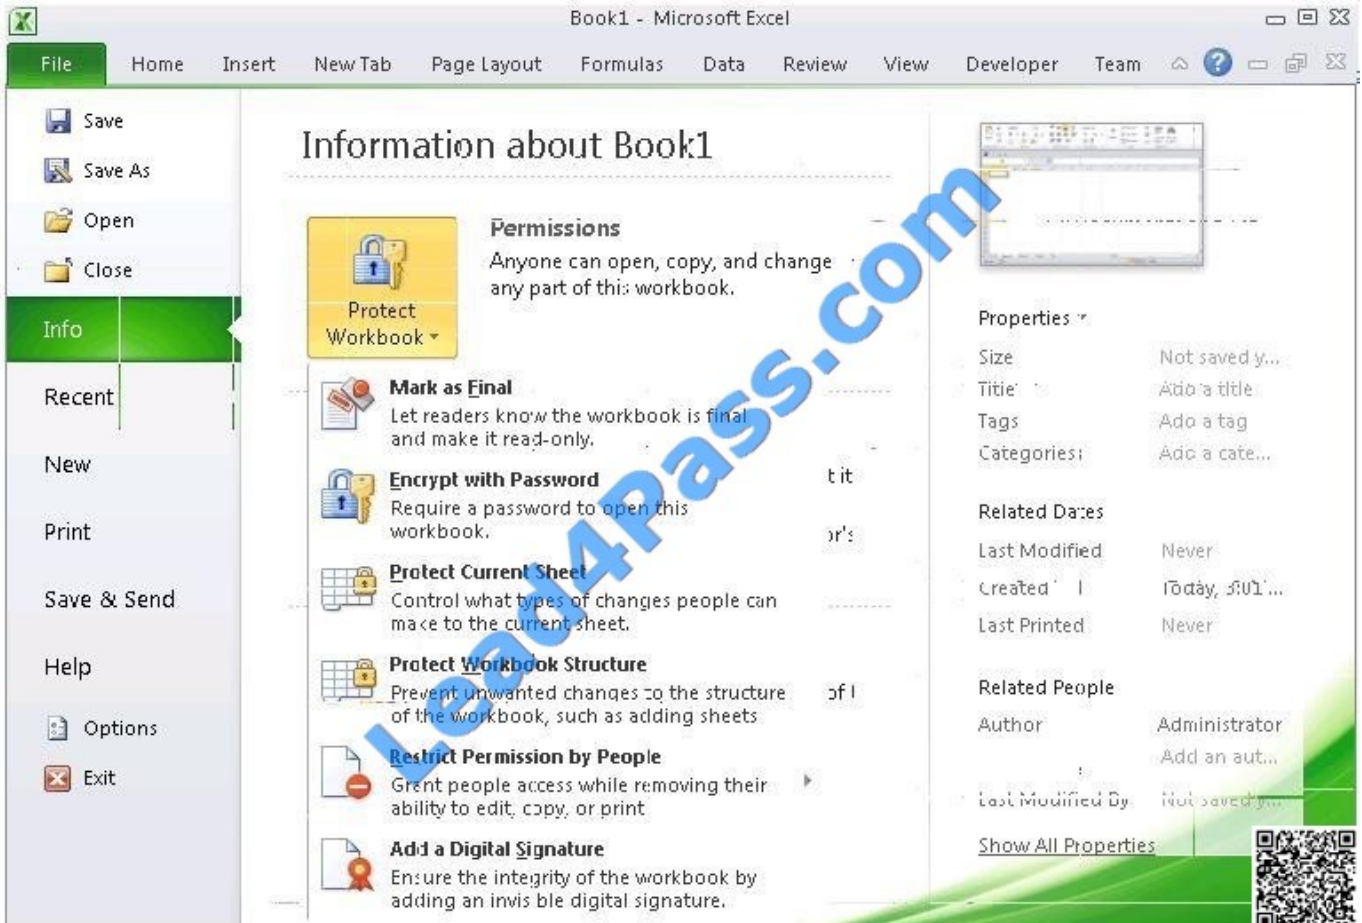 Book1 - Microsoft Excel
File Home Insert New Tab Page Layout Formulas Data Review View Developer Team
Save
Save As
Open
Close
Info
Recent
New
Print
Save & Send
Help
Options
Exit
Information about Book1
Protect
Workbook
Permissions
Anyone can open, copy, and change
any part of this workbook.
Mark as Final
Let readers know the workbook is final
and make it read-only.
Encrypt with Password
Require a password to open this
workbook.
Protect Current Sheet
Control what types of changes people can
make to the current sheet.
Protect Workbook Structure
Prevent unwanted changes to the structure
of the workbook, such as adding sheets
Restrict Permission by People
Grant people access while removing their
ability to edit, copy, or print
Add a Digital Signature
Ensure the integrity of the workbook by
adding an invisible digital signature.
t it
or's
of
Lead4Pass.com
Properties
Size Not saved y...
Title Add a title
Tags Add a tag
Categories Add a cate...
Related Dates
Last Modified Never
Created Today, 3:01...
Last Printed Never
Related People
Author Administrator
Add an aut...
Last Modified By Not saved y...
Show All Properties